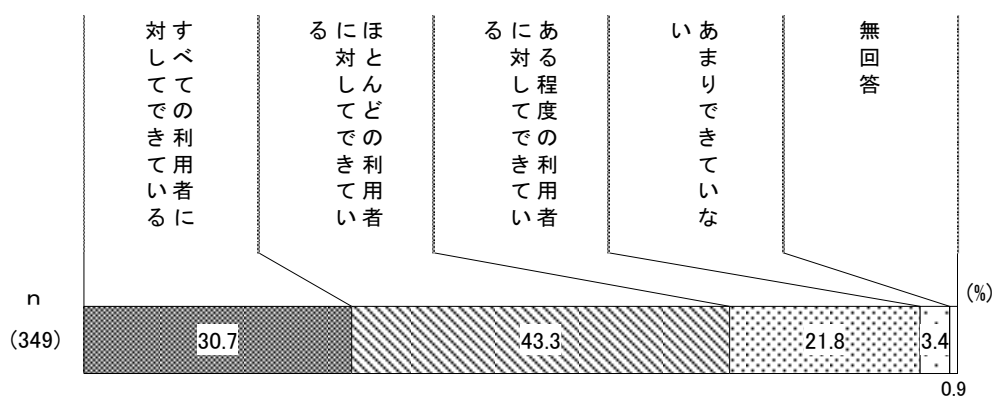 すべての利用者に
対してできている
ほとんどの利用者
に対してできてい
る
ある程度の利用者
に対してできてい
る
あまりできていな
い
無回答
n
(%)
(349)
30.7
43.3
21.8
3.4
0.9